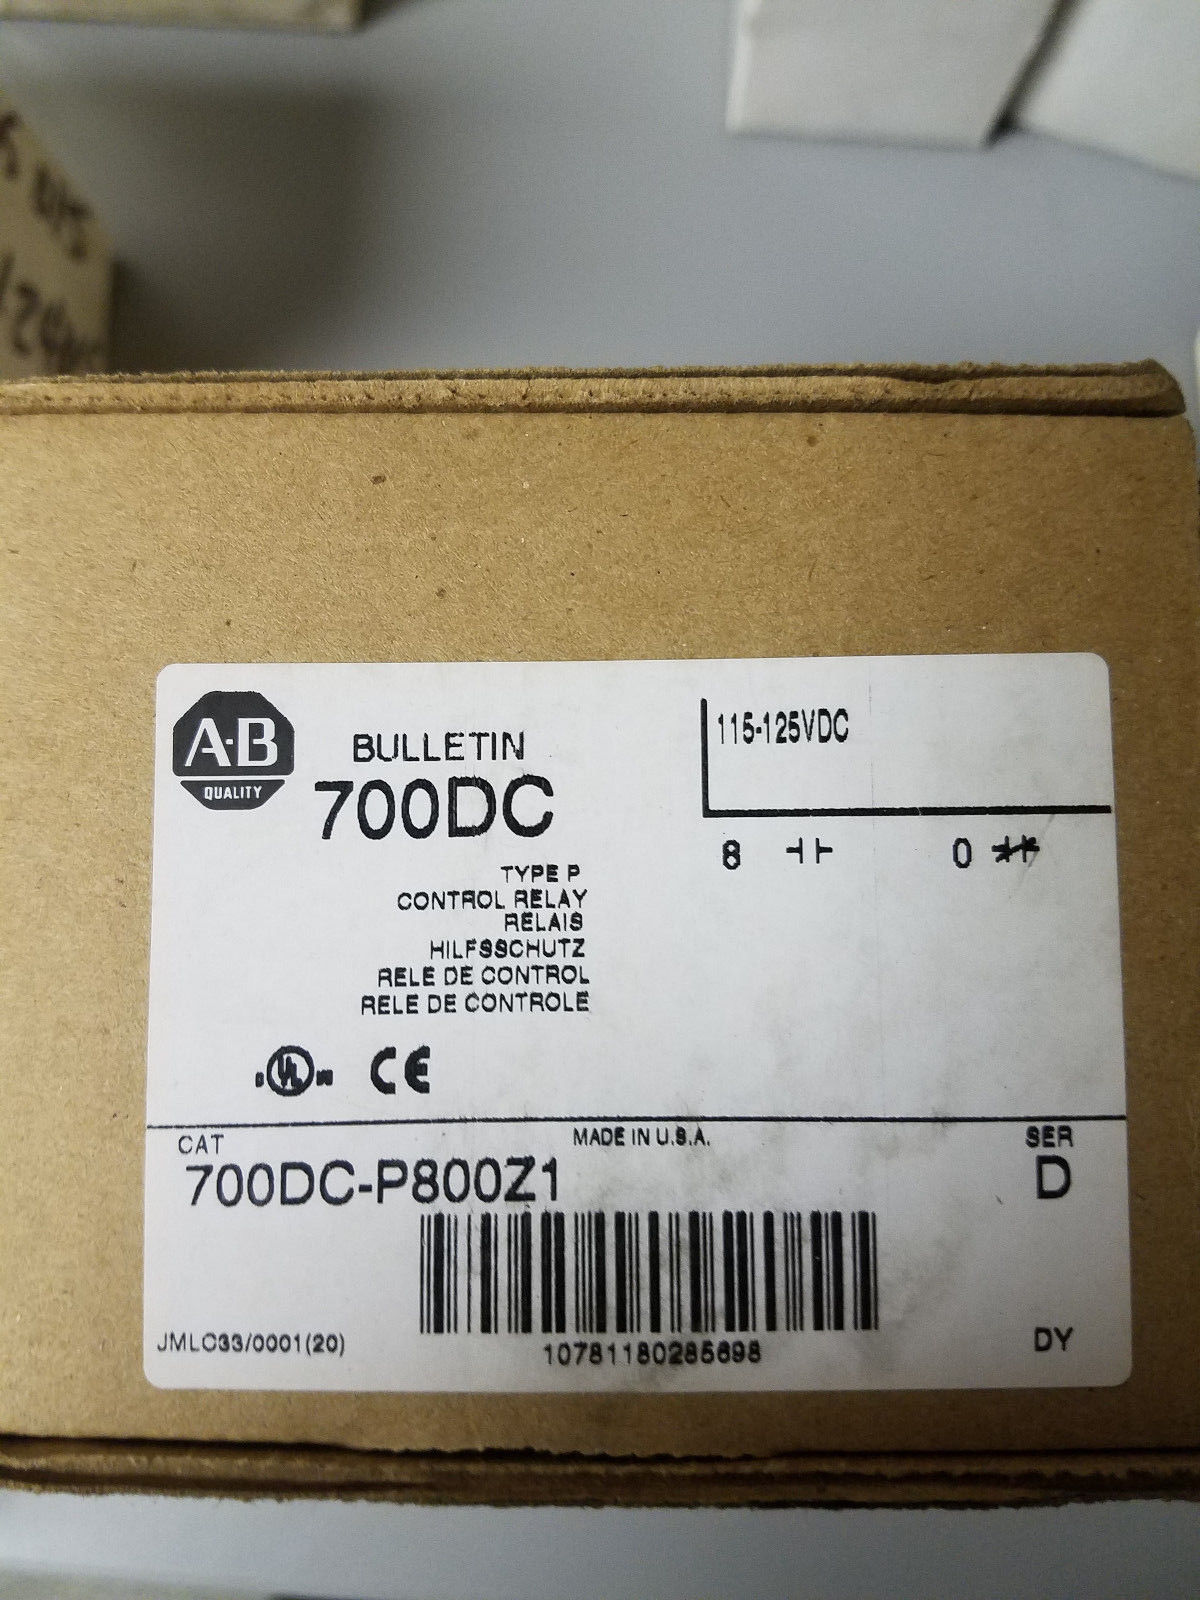 A·B
QUALITY
BULLETIN
700DC
TYPE P
CONTROL RELAY
RELAIS
HILFSSCHUTZ
RELE DE CONTROL
RELE DE CONTROLE
115-125VDC
8 0
UL CE
CAT MADE IN U.S.A. SER
700DC-P800Z1 D
JMLC33/0001(20) 10781180285698 DY